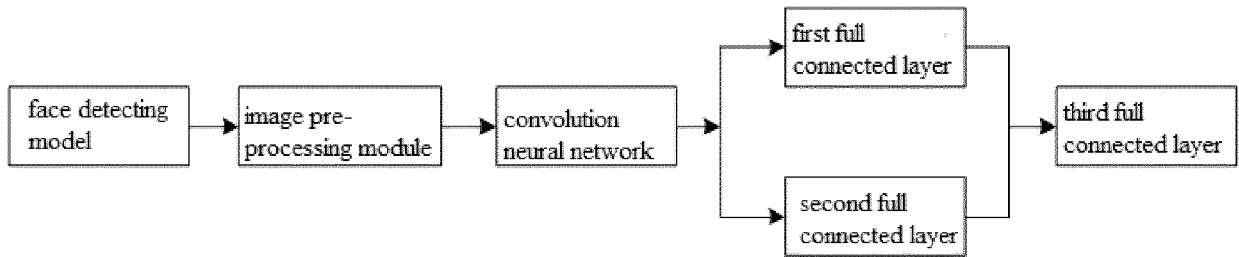 face detecting
model
image pre-
processing module
convolution
neural network
first full
connected layer
second full
connected layer
third full
connected layer